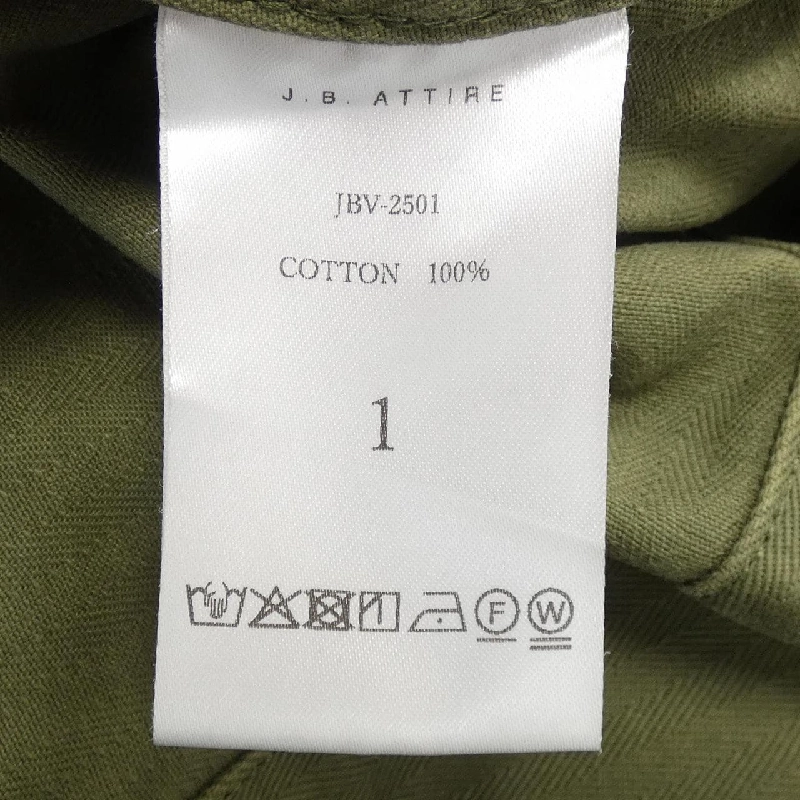 J.B. ATTIRE
JBV-2501
COTTON 100%
1
F W